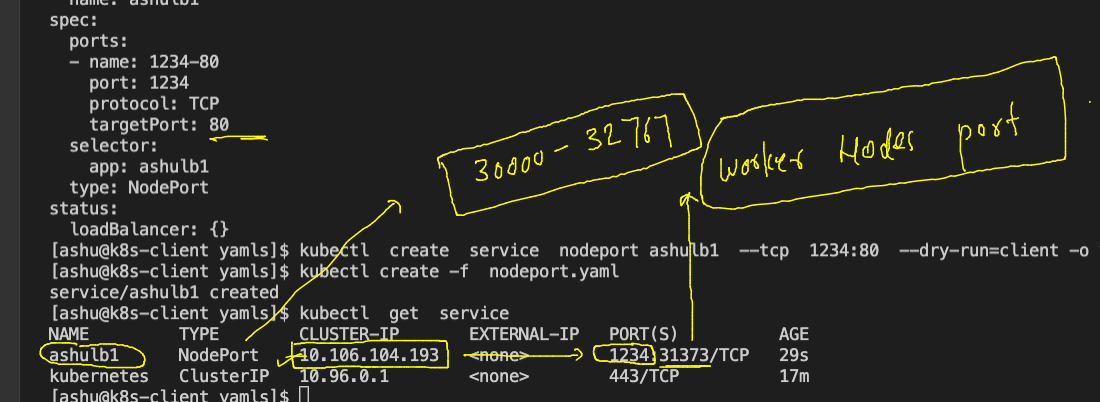 name: ashulb1
spec:
  ports:
  - name: 1234-80
    port: 1234
    protocol: TCP
    targetPort: 80
  selector:
    app: ashulb1
  type: NodePort
status:
  loadBalancer: {}
30000 - 32767
Worker Nodes port
[ashu@k8s-client yamls]$ kubectl  create  service  nodeport ashulb1  --tcp  1234:80  --dry-run=client -o
[ashu@k8s-client yamls]$ kubectl create -f  nodeport.yaml
service/ashulb1 created
[ashu@k8s-client yamls]$ kubectl  get  service
NAME         TYPE        CLUSTER-IP       EXTERNAL-IP   PORT(S)          AGE
ashulb1      NodePort    10.106.104.193   <none>        1234:31373/TCP   29s
kubernetes   ClusterIP   10.96.0.1        <none>        443/TCP          17m
[ashu@k8s-client yamls]$